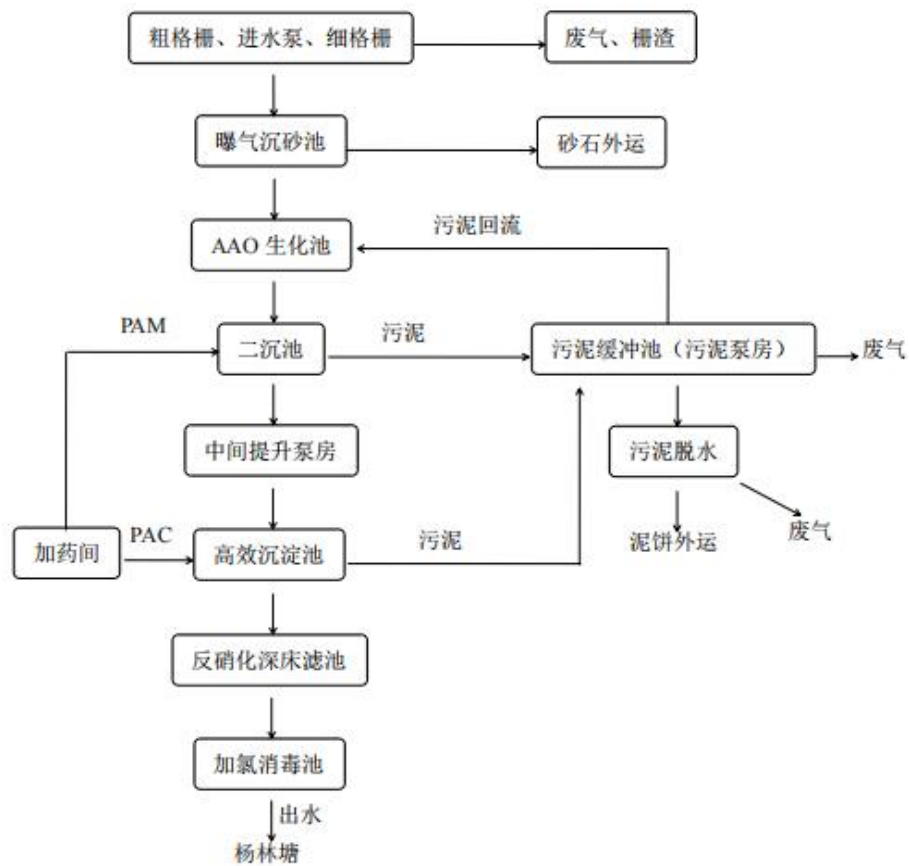 粗格栅、进水泵、细格栅
废气、栅渣
曝气沉砂池
砂石外运
AAO 生化池
污泥回流
PAM
二沉池
污泥
污泥缓冲池（污泥泵房）
废气
中间提升泵房
污泥脱水
加药间
PAC
高效沉淀池
污泥
泥饼外运
废气
反硝化深床滤池
加氯消毒池
出水
杨林塘